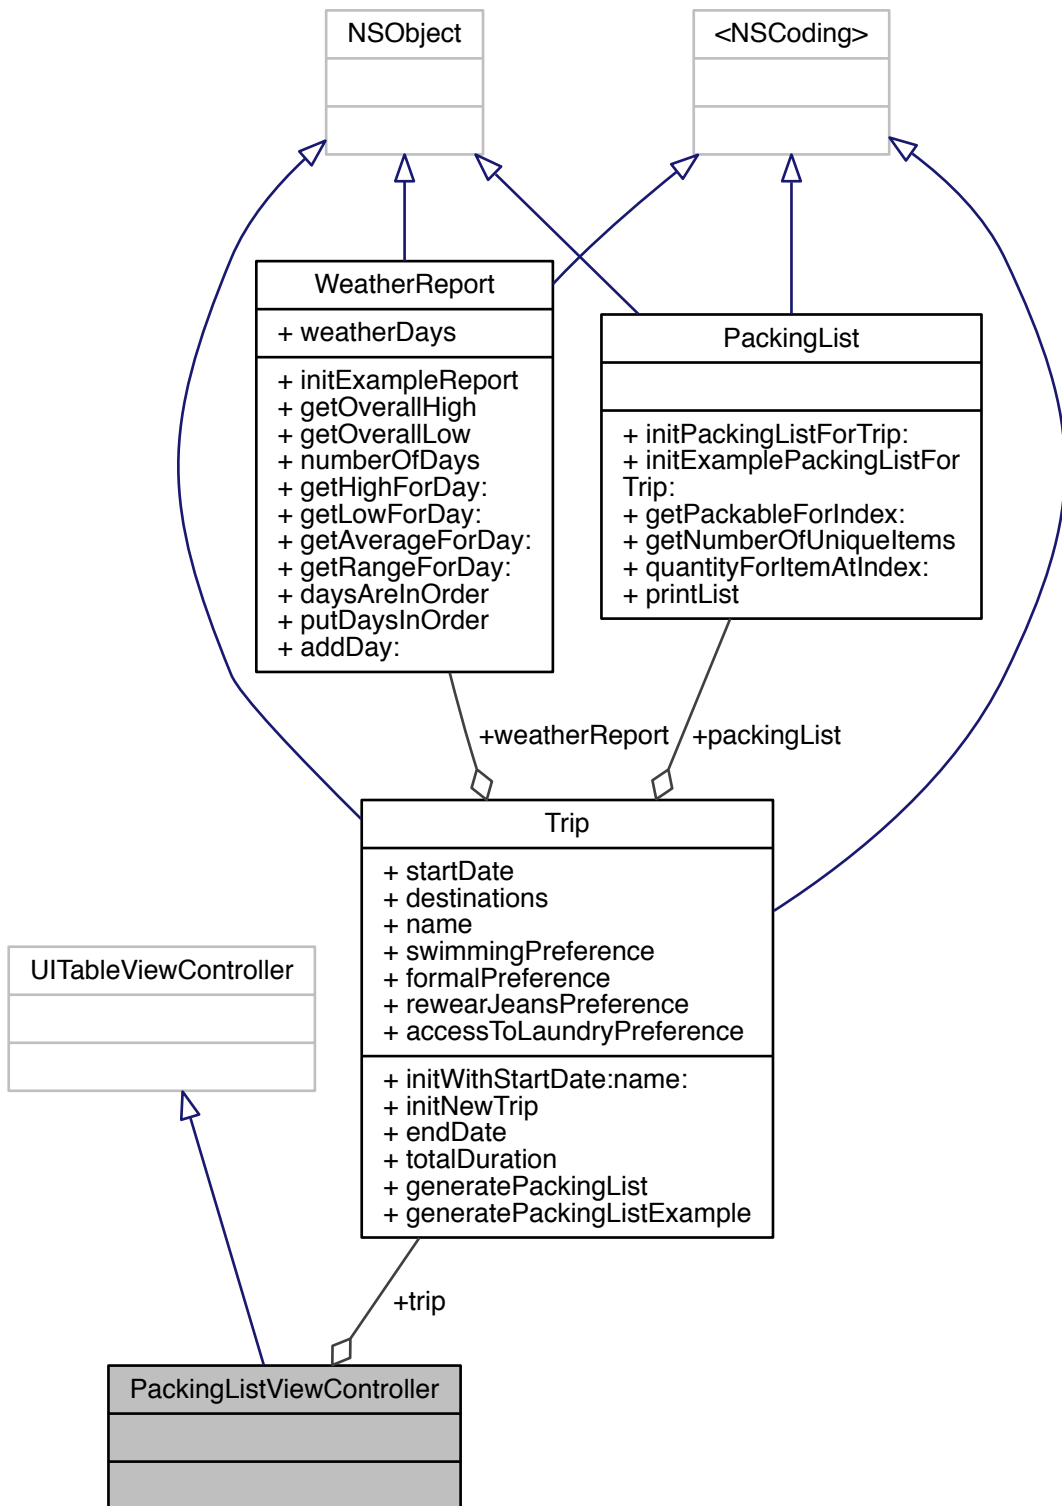 NSObject
<NSCoding>
WeatherReport
+ weatherDays
+ initExampleReport
+ getOverallHigh
+ getOverallLow
+ numberOfDays
+ getHighForDay:
+ getLowForDay:
+ getAverageForDay:
+ getRangeForDay:
+ daysAreInOrder
+ putDaysInOrder
+ addDay:
PackingList
+ initPackingListForTrip:
+ initExamplePackingListFor
Trip:
+ getPackableForIndex:
+ getNumberOfUniqueItems
+ quantityForItemAtIndex:
+ printList
+weatherReport
+packingList
Trip
+ startDate
+ destinations
+ name
+ swimmingPreference
+ formalPreference
+ rewearJeansPreference
+ accessToLaundryPreference
+ initWithStartDate:name:
+ initNewTrip
+ endDate
+ totalDuration
+ generatePackingList
+ generatePackingListExample
UITableViewController
+trip
PackingListViewController